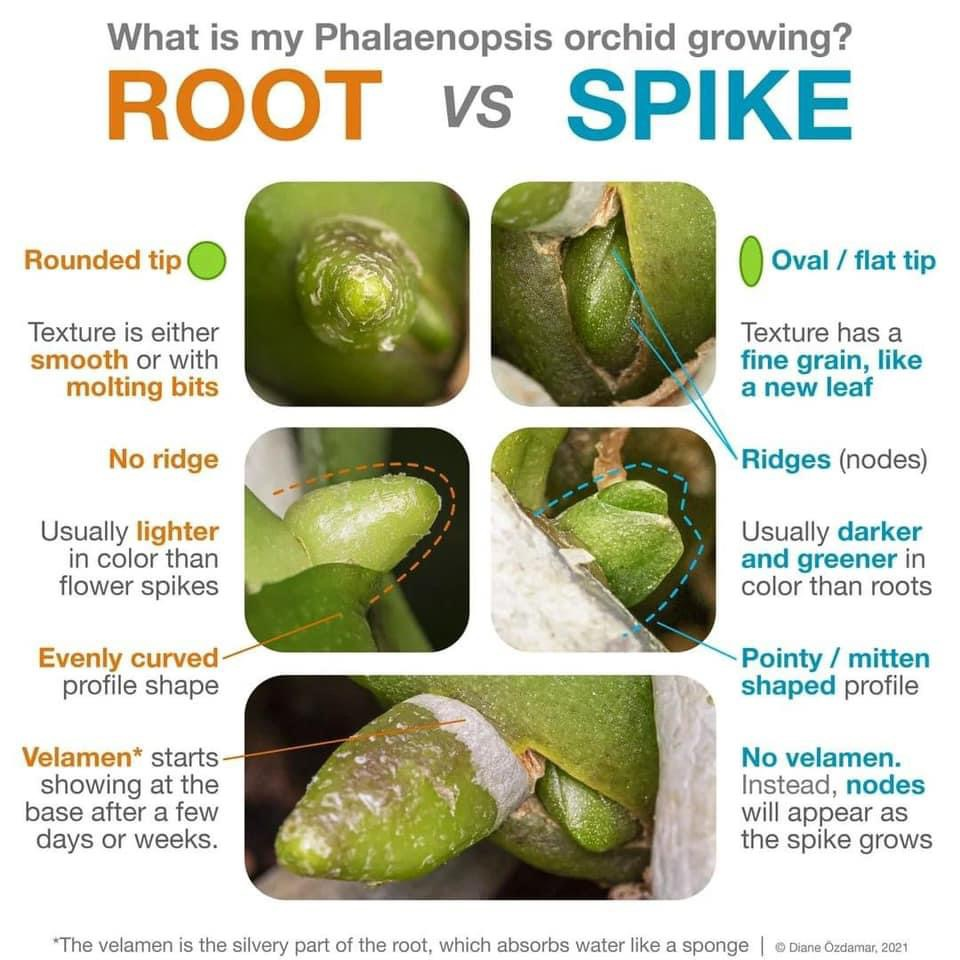 What is my Phalaenopsis orchid growing?
ROOT vs SPIKE
Rounded tip
Texture is either
smooth or with
molting bits
No ridge
Usually lighter
in color than
flower spikes
Evenly curved
profile shape
Velamen* starts
showing at the
base after a few
days or weeks.
Oval / flat tip
Texture has a
fine grain, like
a new leaf
Ridges (nodes)
Usually darker
and greener in
color than roots
Pointy / mitten
shaped profile
No velamen.
Instead, nodes
will appear as
the spike grows
*The velamen is the silvery part of the root, which absorbs water like a sponge | © Diane Özdamar, 2021